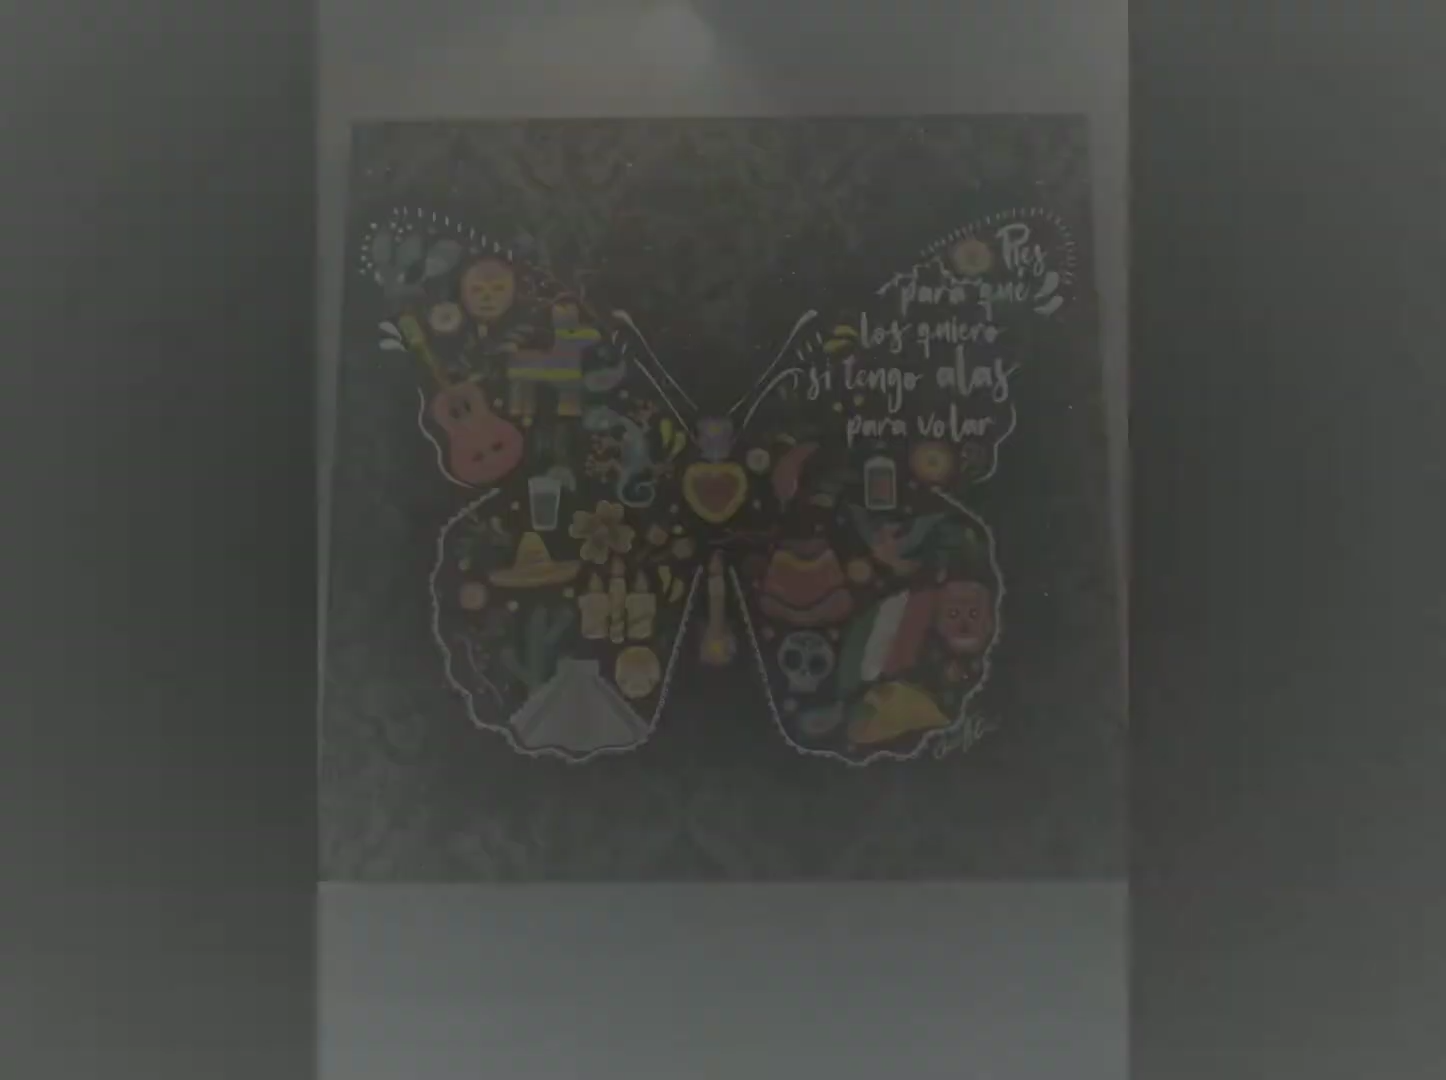 Pies
para qué
los quiero
si tengo alas
para volar